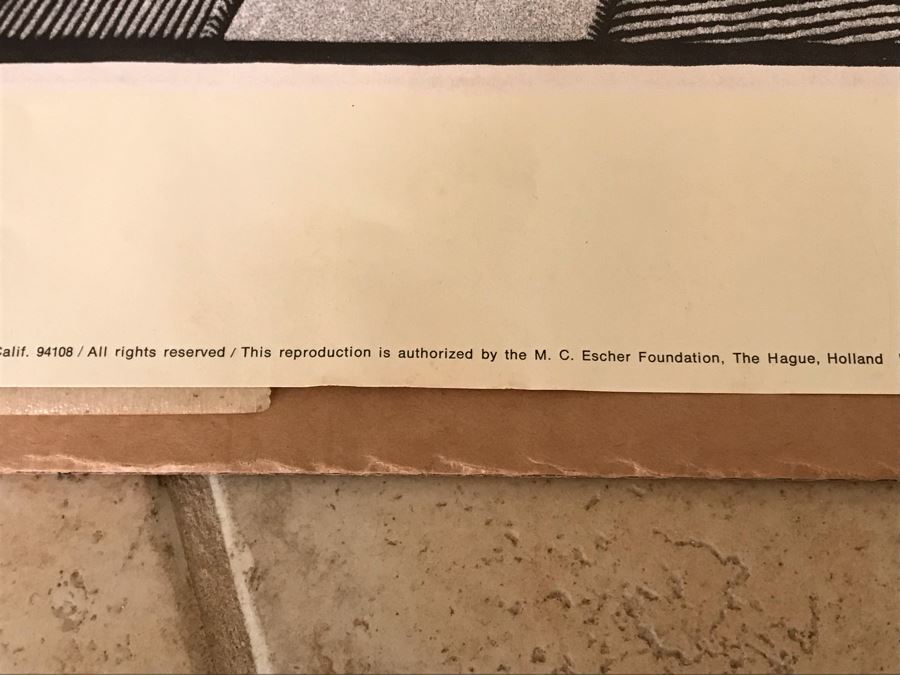 Calif. 94108 / All rights reserved / This reproduction is authorized by the M. C. Escher Foundation, The Hague, Holland